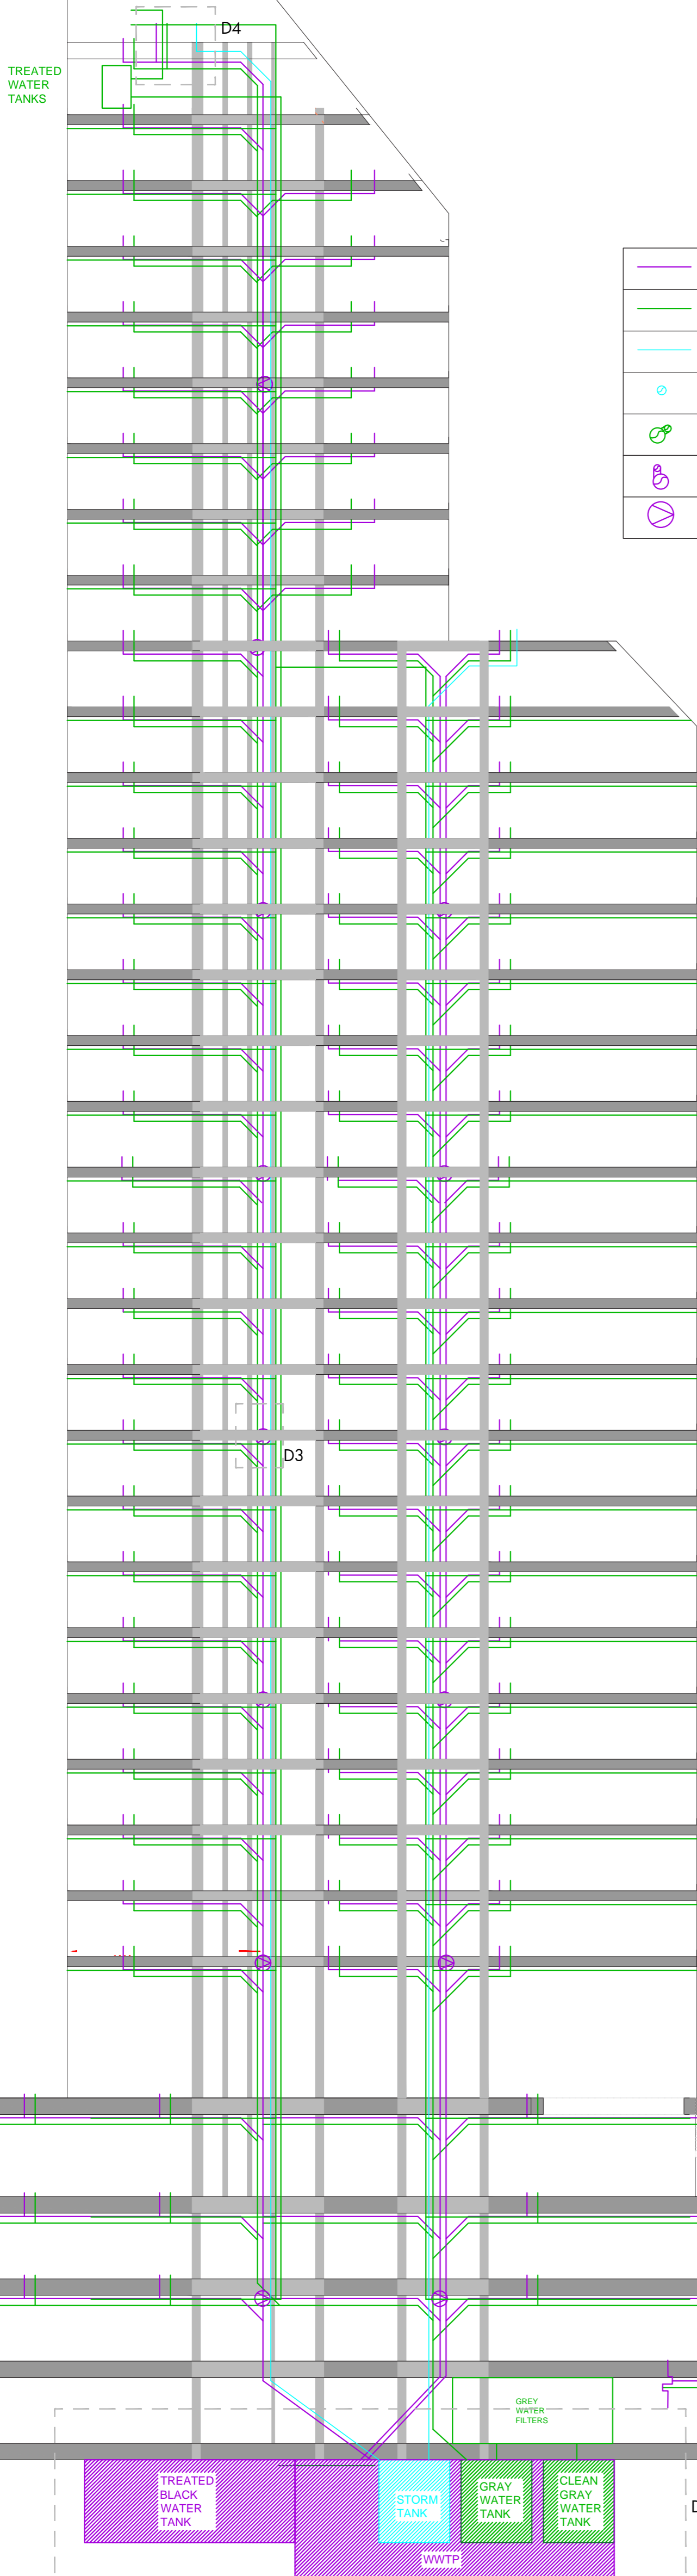 D4
TREATED
WATER
TANKS
D3
GREY
WATER
FILTERS
TREATED
BLACK
WATER
TANK
STORM
TANK
GRAY
WATER
TANK
CLEAN
GRAY
WATER
TANK
WWTP